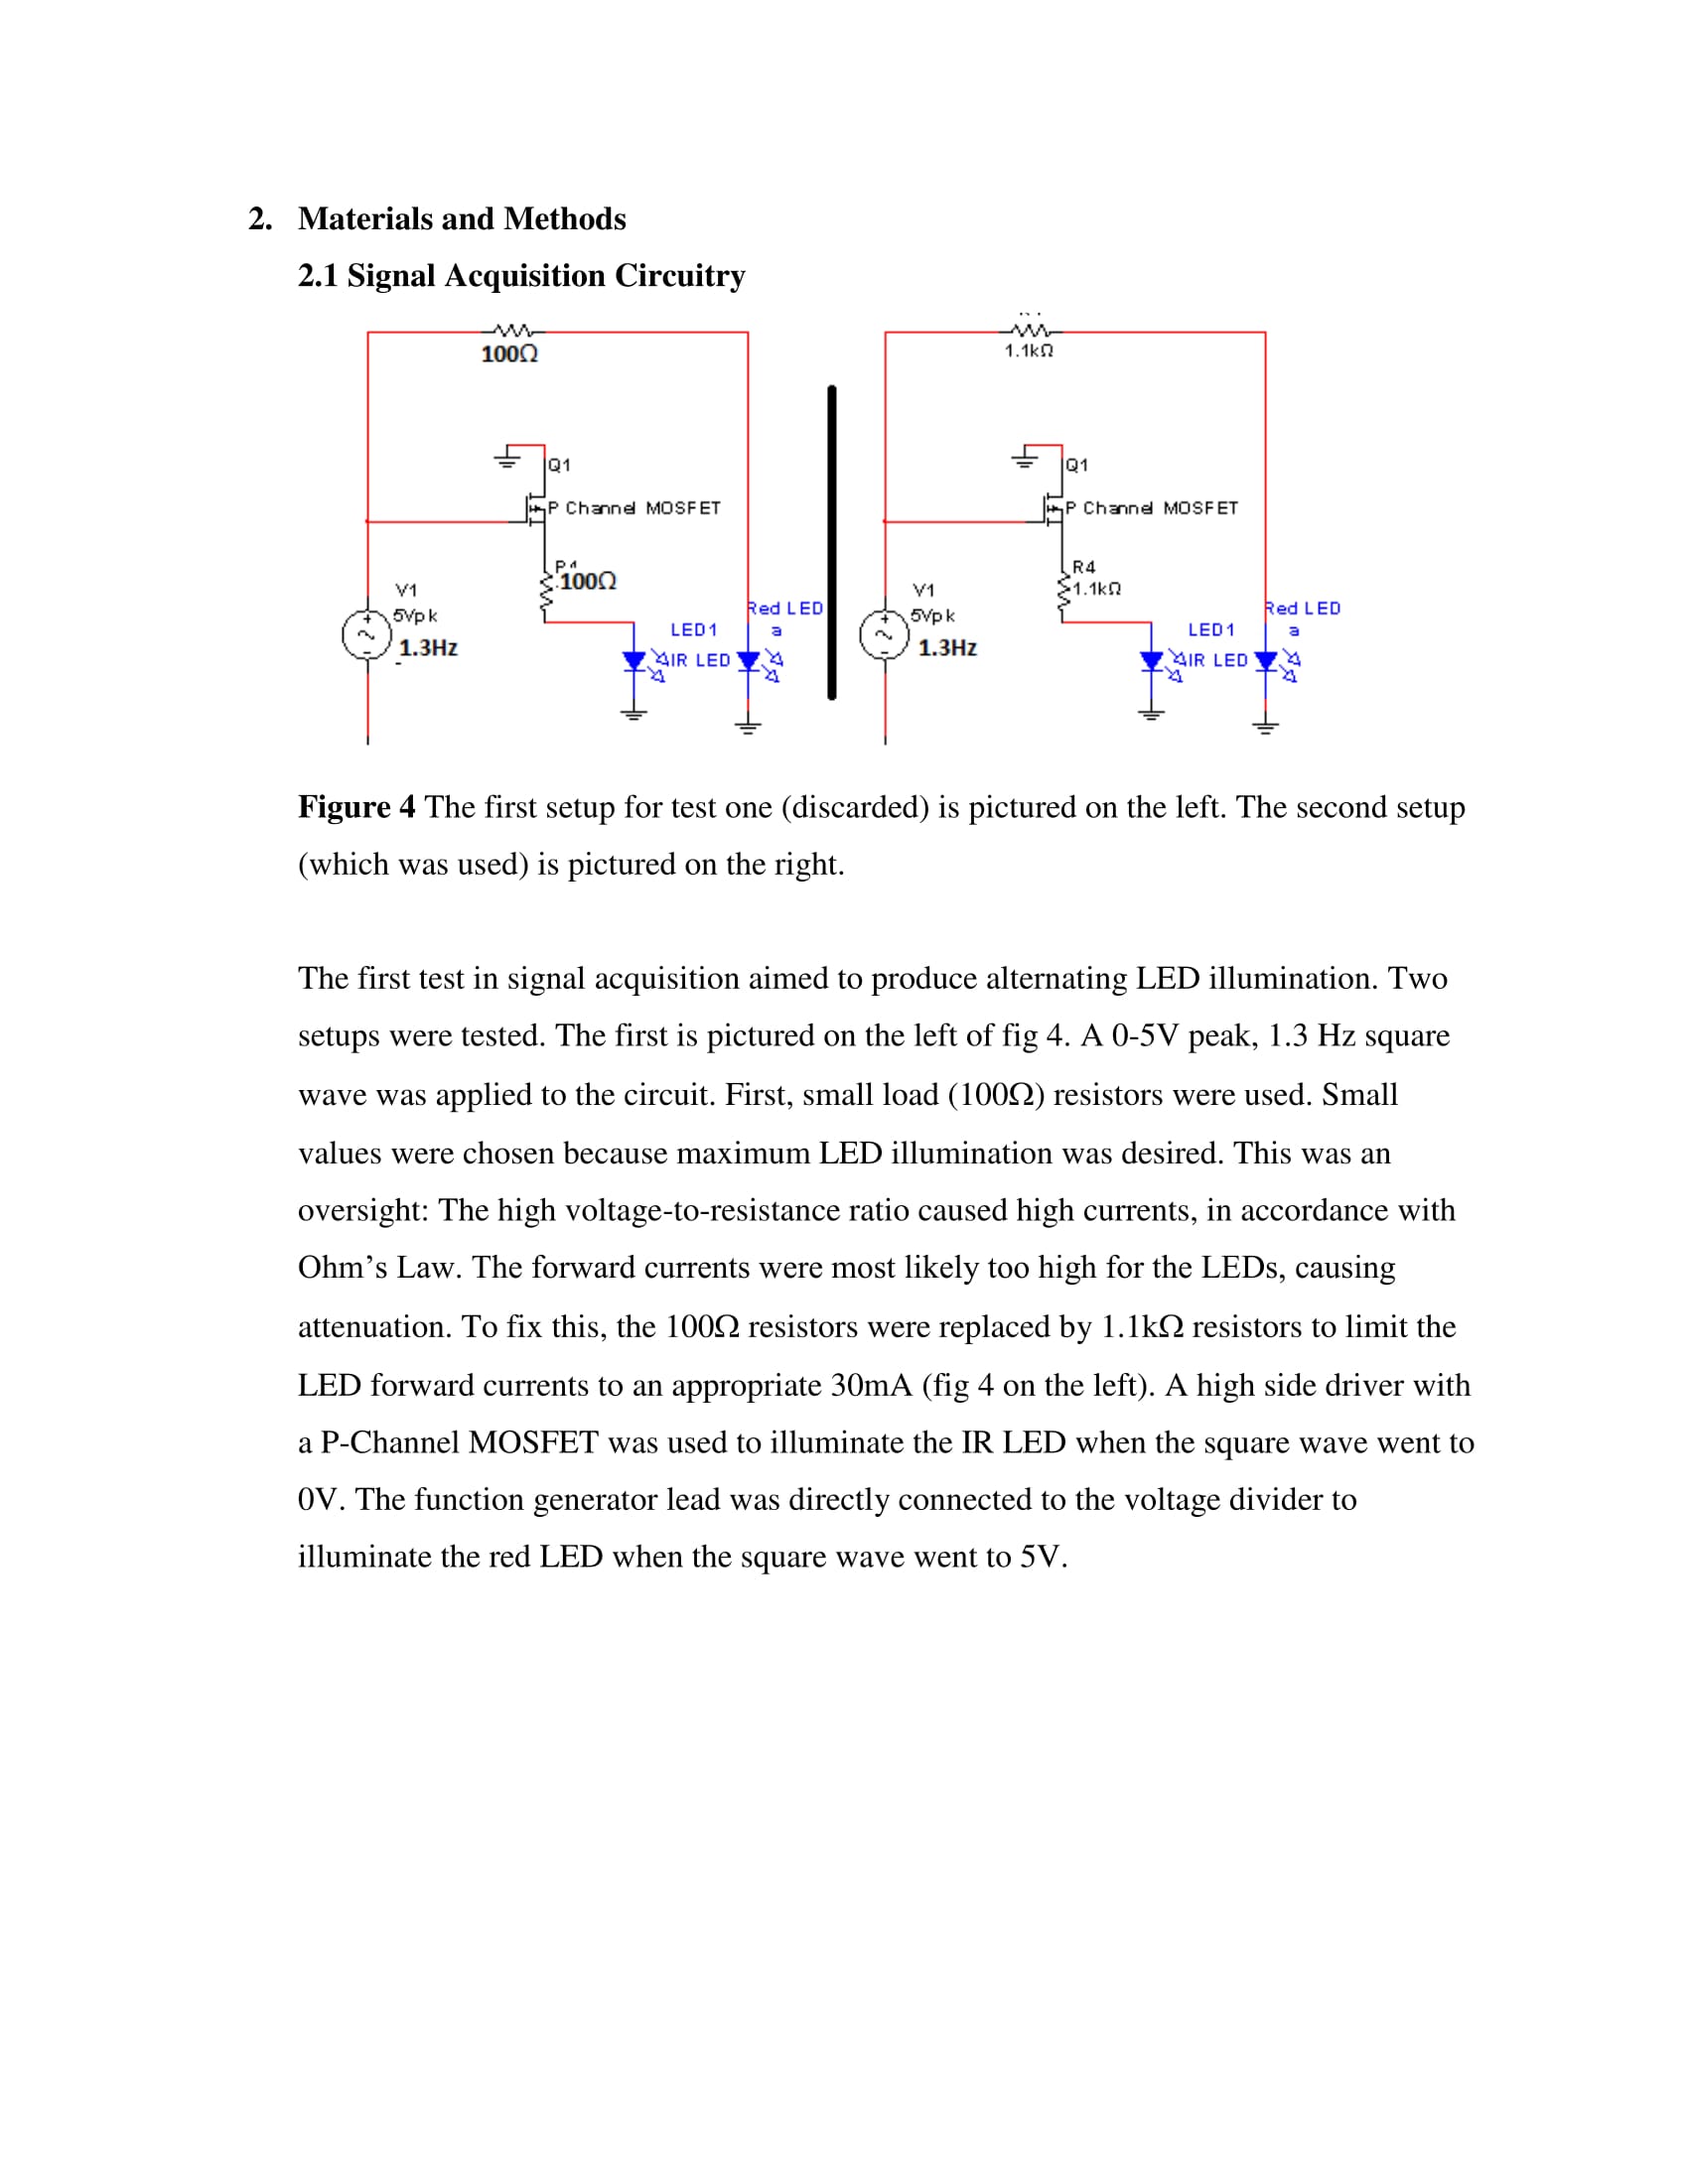 2. Materials and Methods
2.1 Signal Acquisition Circuitry
100Ω
Q1
P Channel MOSFET
100Ω
V1
5Vpk
1.3Hz
LED1
IR LED
Red LED
a
1.1kΩ
Q1
P Channel MOSFET
R4
1.1kΩ
V1
5Vpk
1.3Hz
LED1
IR LED
Red LED
a
Figure 4 The first setup for test one (discarded) is pictured on the left. The second setup
(which was used) is pictured on the right.
The first test in signal acquisition aimed to produce alternating LED illumination. Two
setups were tested. The first is pictured on the left of fig 4. A 0-5V peak, 1.3 Hz square
wave was applied to the circuit. First, small load (100Ω) resistors were used. Small
values were chosen because maximum LED illumination was desired. This was an
oversight: The high voltage-to-resistance ratio caused high currents, in accordance with
Ohm’s Law. The forward currents were most likely too high for the LEDs, causing
attenuation. To fix this, the 100Ω resistors were replaced by 1.1kΩ resistors to limit the
LED forward currents to an appropriate 30mA (fig 4 on the left). A high side driver with
a P-Channel MOSFET was used to illuminate the IR LED when the square wave went to
0V. The function generator lead was directly connected to the voltage divider to
illuminate the red LED when the square wave went to 5V.